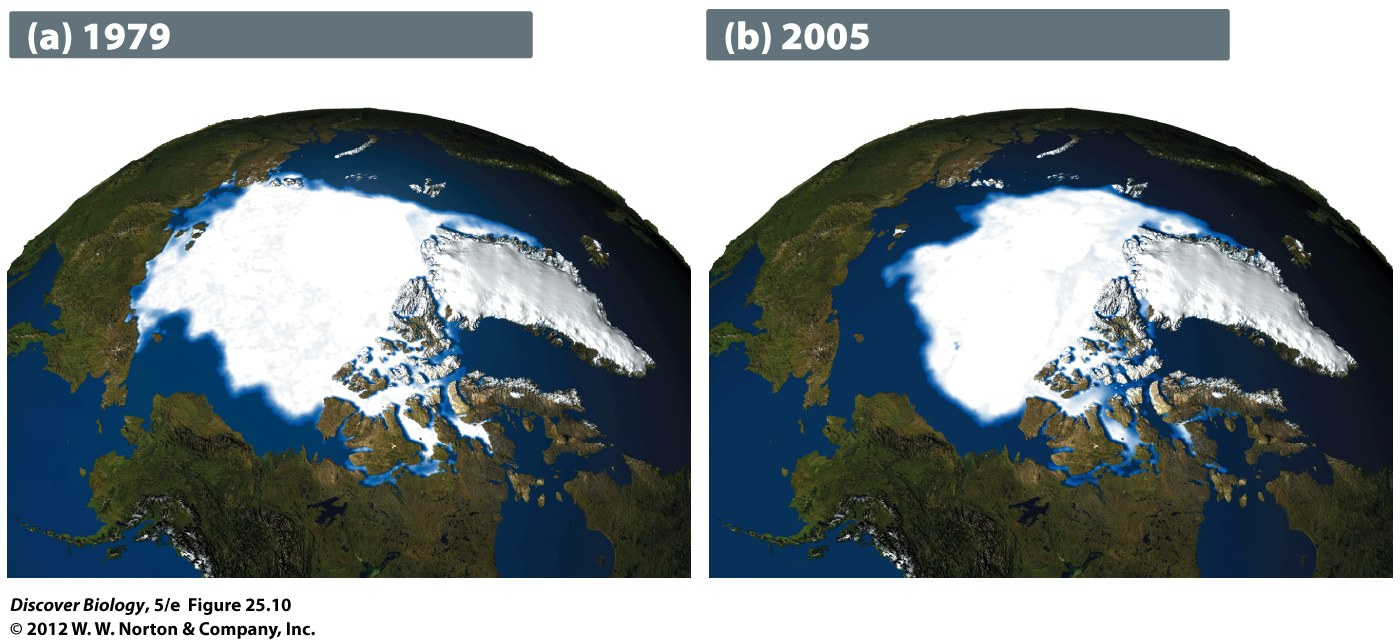 (a) 1979
(b) 2005
Discover Biology, 5/e Figure 25.10
© 2012 W. W. Norton & Company, Inc.